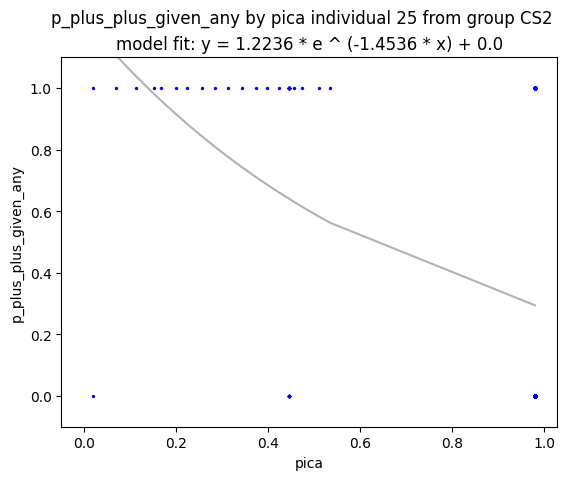 p_plus_plus_given_any by pica individual 25 from group CS2
model fit: y = 1.2236 * e ^ (-1.4536 * x) + 0.0
1.0
0.8
0.6
0.4
0.2
0.0
p_plus_plus_given_any
0.0 0.2 0.4 0.6 0.8 1.0
pica